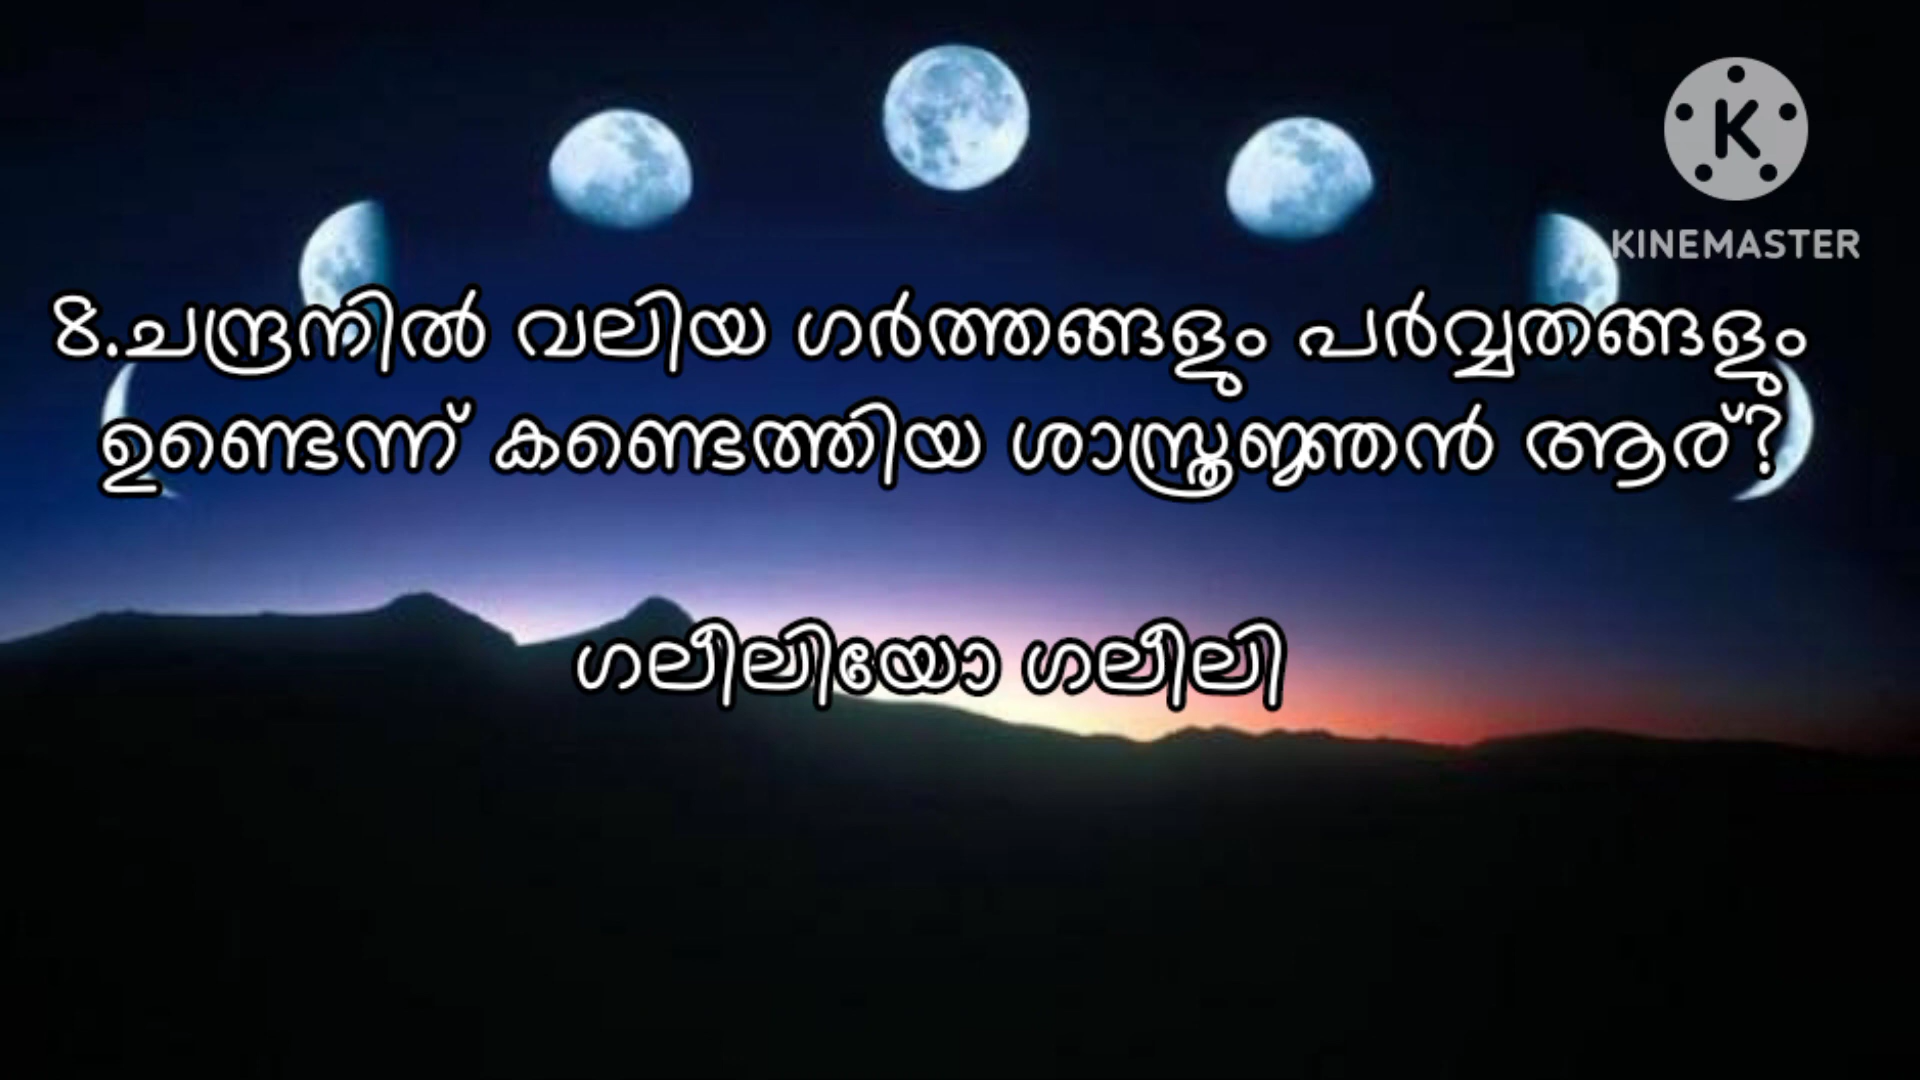 K
KINEMASTER
8.ചന്ദ്രനിൽ വലിയ ഗർത്തങ്ങളും പർവ്വതങ്ങളും
ഉണ്ടെന്ന് കണ്ടെത്തിയ ശാസ്ത്രജ്ഞൻ ആര്?
ഗലീലിയോ ഗലീലി